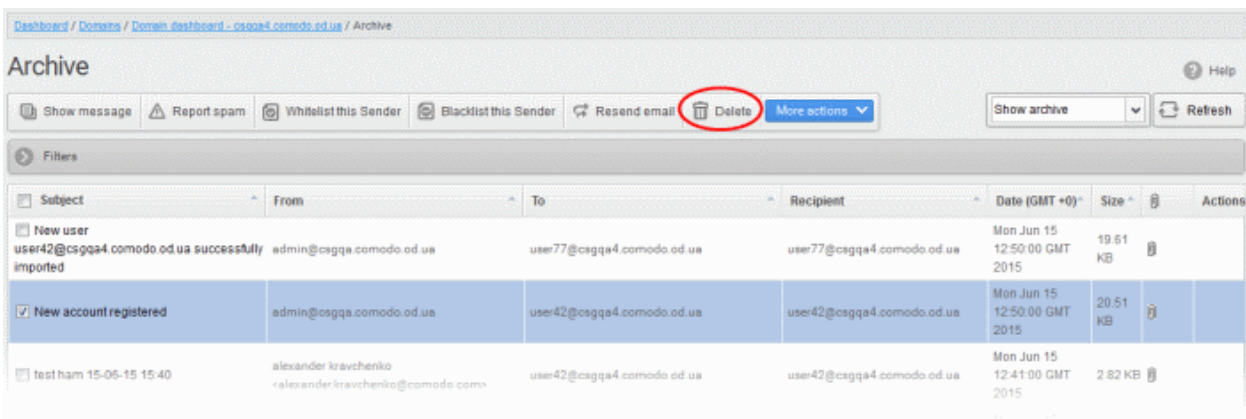 Dashboard / Domains / Domain dashboard - csgqa4.comodo.od.ua / Archive
Archive
Help
Show message Report spam Whitelist this Sender Blacklist this Sender Resend email Delete More actions Show archive Refresh
Filters
Subject From To Recipient Date (GMT +0) Size Actions
New user
user42@csgqa4.comodo.od.ua successfully
imported
admin@csgqa.comodo.od.ua
user77@csgqa4.comodo.od.ua
user77@csgqa4.comodo.od.ua
Mon Jun 15
12:50:00 GMT
2015
19.61
KB
New account registered
admin@csgqa.comodo.od.ua
user42@csgqa4.comodo.od.ua
user42@csgqa4.comodo.od.ua
Mon Jun 15
12:50:00 GMT
2015
20.51
KB
test ham 15-06-15 15:40
alexander kravchenko
<alexander.kravchenko@comodo.com>
user42@csgqa4.comodo.od.ua
user42@csgqa4.comodo.od.ua
Mon Jun 15
12:41:00 GMT
2015
2.82 KB